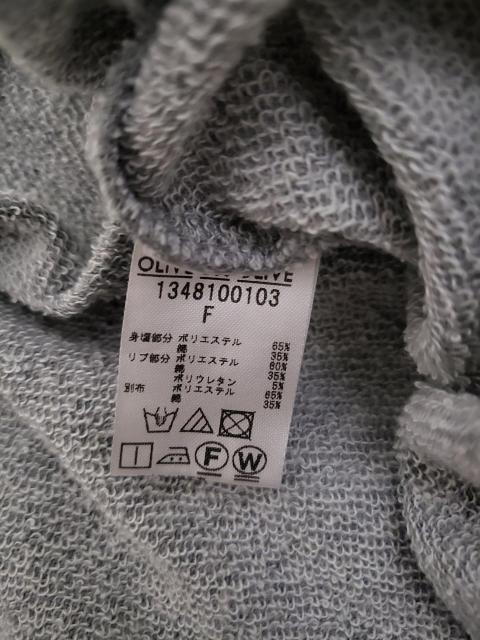 OLIVE OLIVE
1348100103
F
身頃部分 ポリエステル 65%
綿 35%
リブ部分 ポリエステル 60%
綿 35%
ポリウレタン 5%
別布 ポリエステル 65%
綿 35%
F W